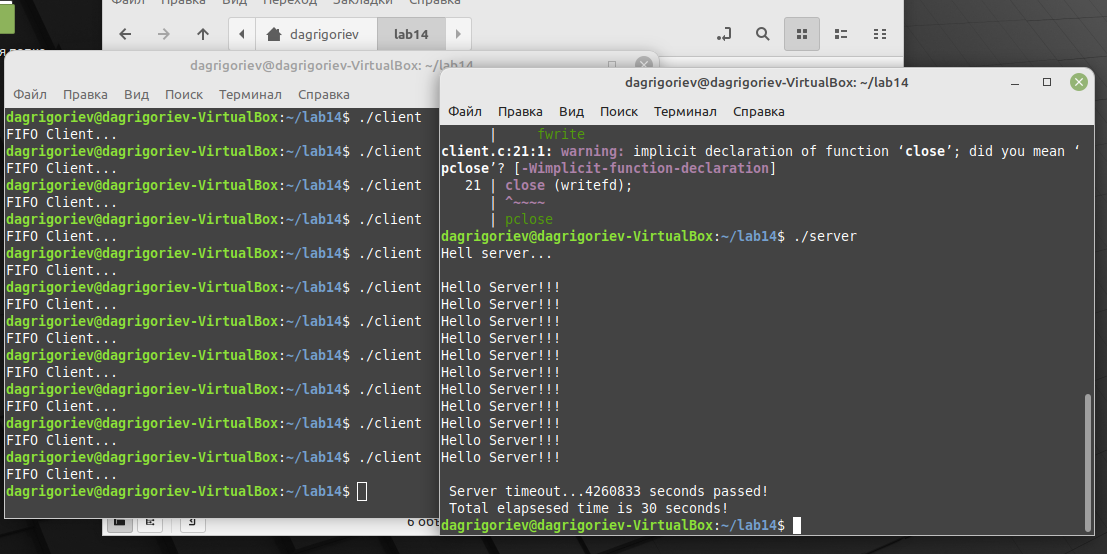 Файл Правка Вид Переход Закладки Справка
dagrigoriev lab14
dagrigoriev@dagrigoriev-VirtualBox: ~/lab14
Файл Правка Вид Поиск Терминал Справка
dagrigoriev@dagrigoriev-VirtualBox:~/lab14$ ./client
FIFO Client...
dagrigoriev@dagrigoriev-VirtualBox:~/lab14$ ./client
FIFO Client...
dagrigoriev@dagrigoriev-VirtualBox:~/lab14$ ./client
FIFO Client...
dagrigoriev@dagrigoriev-VirtualBox:~/lab14$ ./client
FIFO Client...
dagrigoriev@dagrigoriev-VirtualBox:~/lab14$ ./client
FIFO Client...
dagrigoriev@dagrigoriev-VirtualBox:~/lab14$ ./client
FIFO Client...
dagrigoriev@dagrigoriev-VirtualBox:~/lab14$ ./client
FIFO Client...
dagrigoriev@dagrigoriev-VirtualBox:~/lab14$ ./client
FIFO Client...
dagrigoriev@dagrigoriev-VirtualBox:~/lab14$ ./client
FIFO Client...
dagrigoriev@dagrigoriev-VirtualBox:~/lab14$ ./client
FIFO Client...
dagrigoriev@dagrigoriev-VirtualBox:~/lab14$ ./client
FIFO Client...
dagrigoriev@dagrigoriev-VirtualBox:~/lab14$
dagrigoriev@dagrigoriev-VirtualBox: ~/lab14
Файл Правка Вид Поиск Терминал Справка
| fwrite
client.c:21:1: warning: implicit declaration of function ‘close’; did you mean ‘
pclose’? [-Wimplicit-function-declaration]
21 | close (writefd);
| ^~~~~
| pclose
dagrigoriev@dagrigoriev-VirtualBox:~/lab14$ ./server
Hell server...
Hello Server!!!
Hello Server!!!
Hello Server!!!
Hello Server!!!
Hello Server!!!
Hello Server!!!
Hello Server!!!
Hello Server!!!
Hello Server!!!
Hello Server!!!
Hello Server!!!
Server timeout...4260833 seconds passed!
Total elapsesed time is 30 seconds!
dagrigoriev@dagrigoriev-VirtualBox:~/lab14$